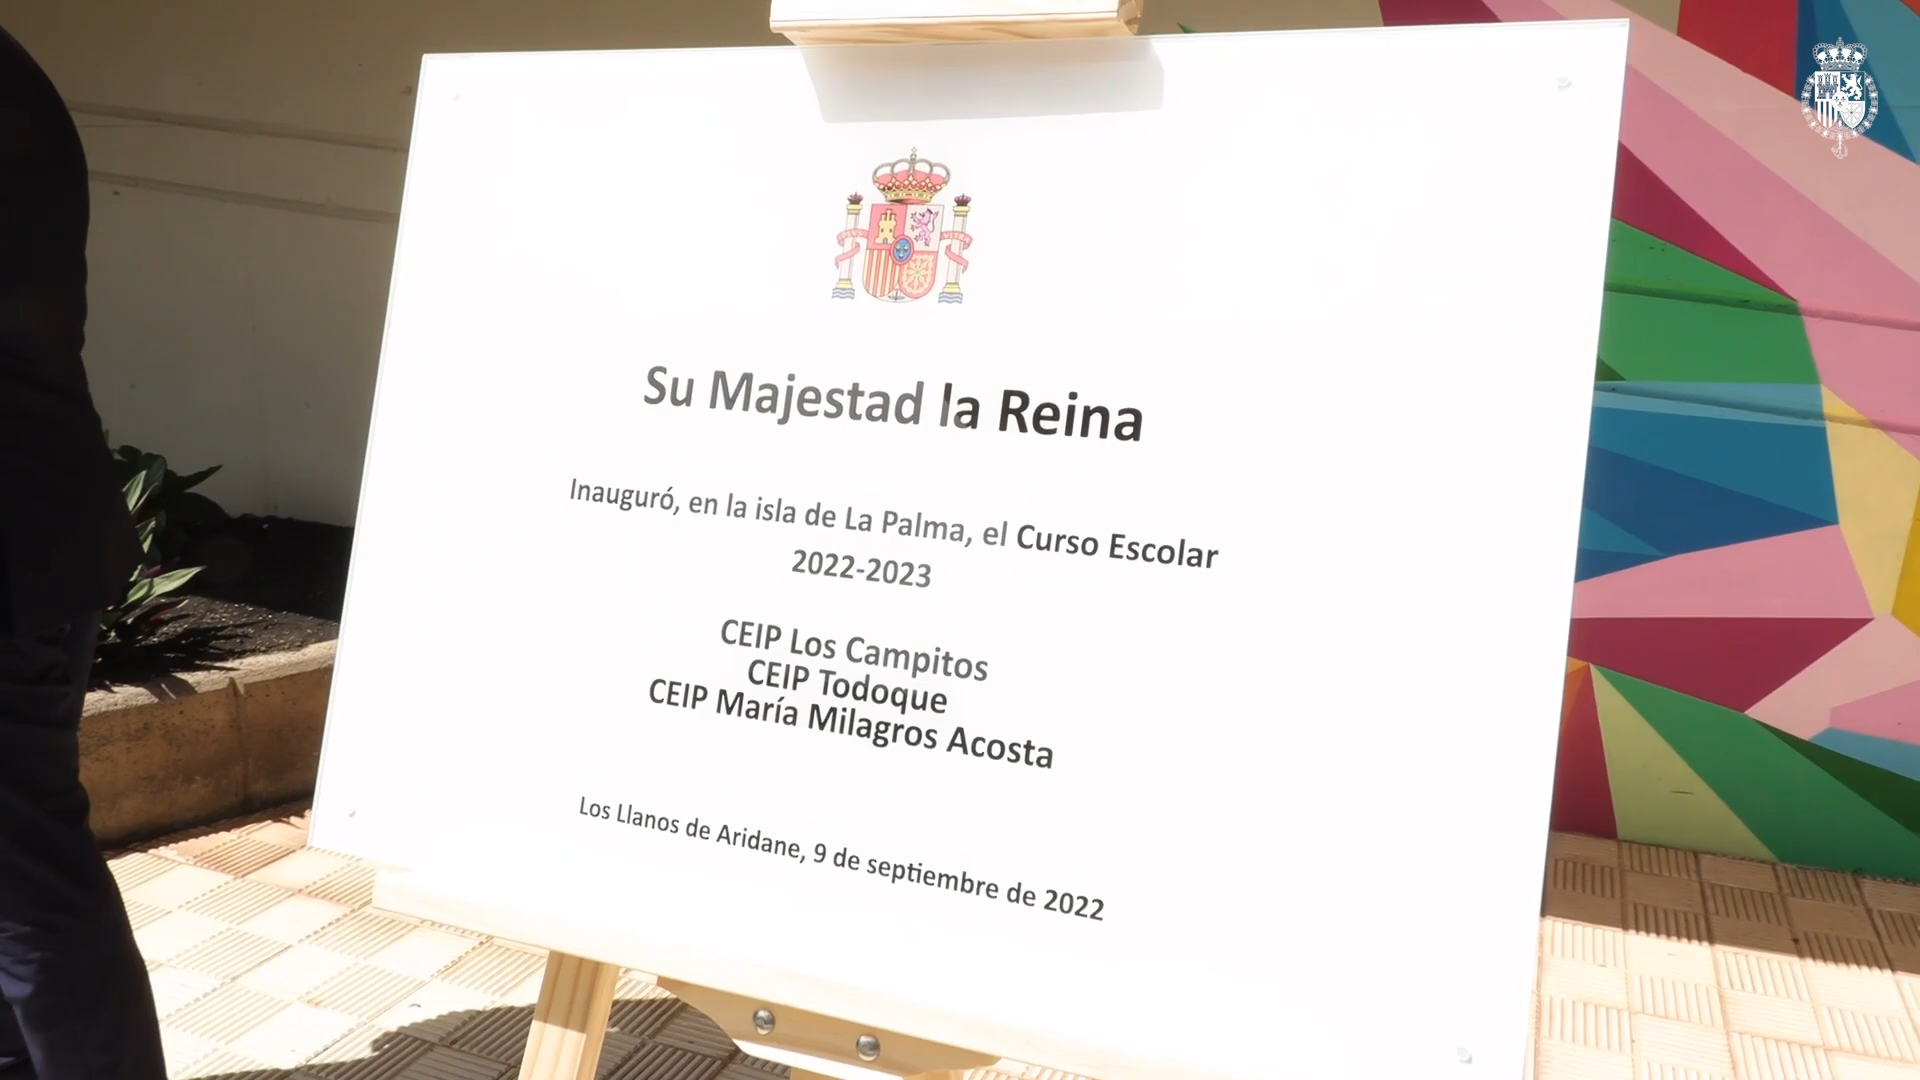 Su Majestad la Reina
Inauguró, en la isla de La Palma, el Curso Escolar
2022-2023
CEIP Los Campitos
CEIP Todoque
CEIP María Milagros Acosta
Los Llanos de Aridane, 9 de septiembre de 2022